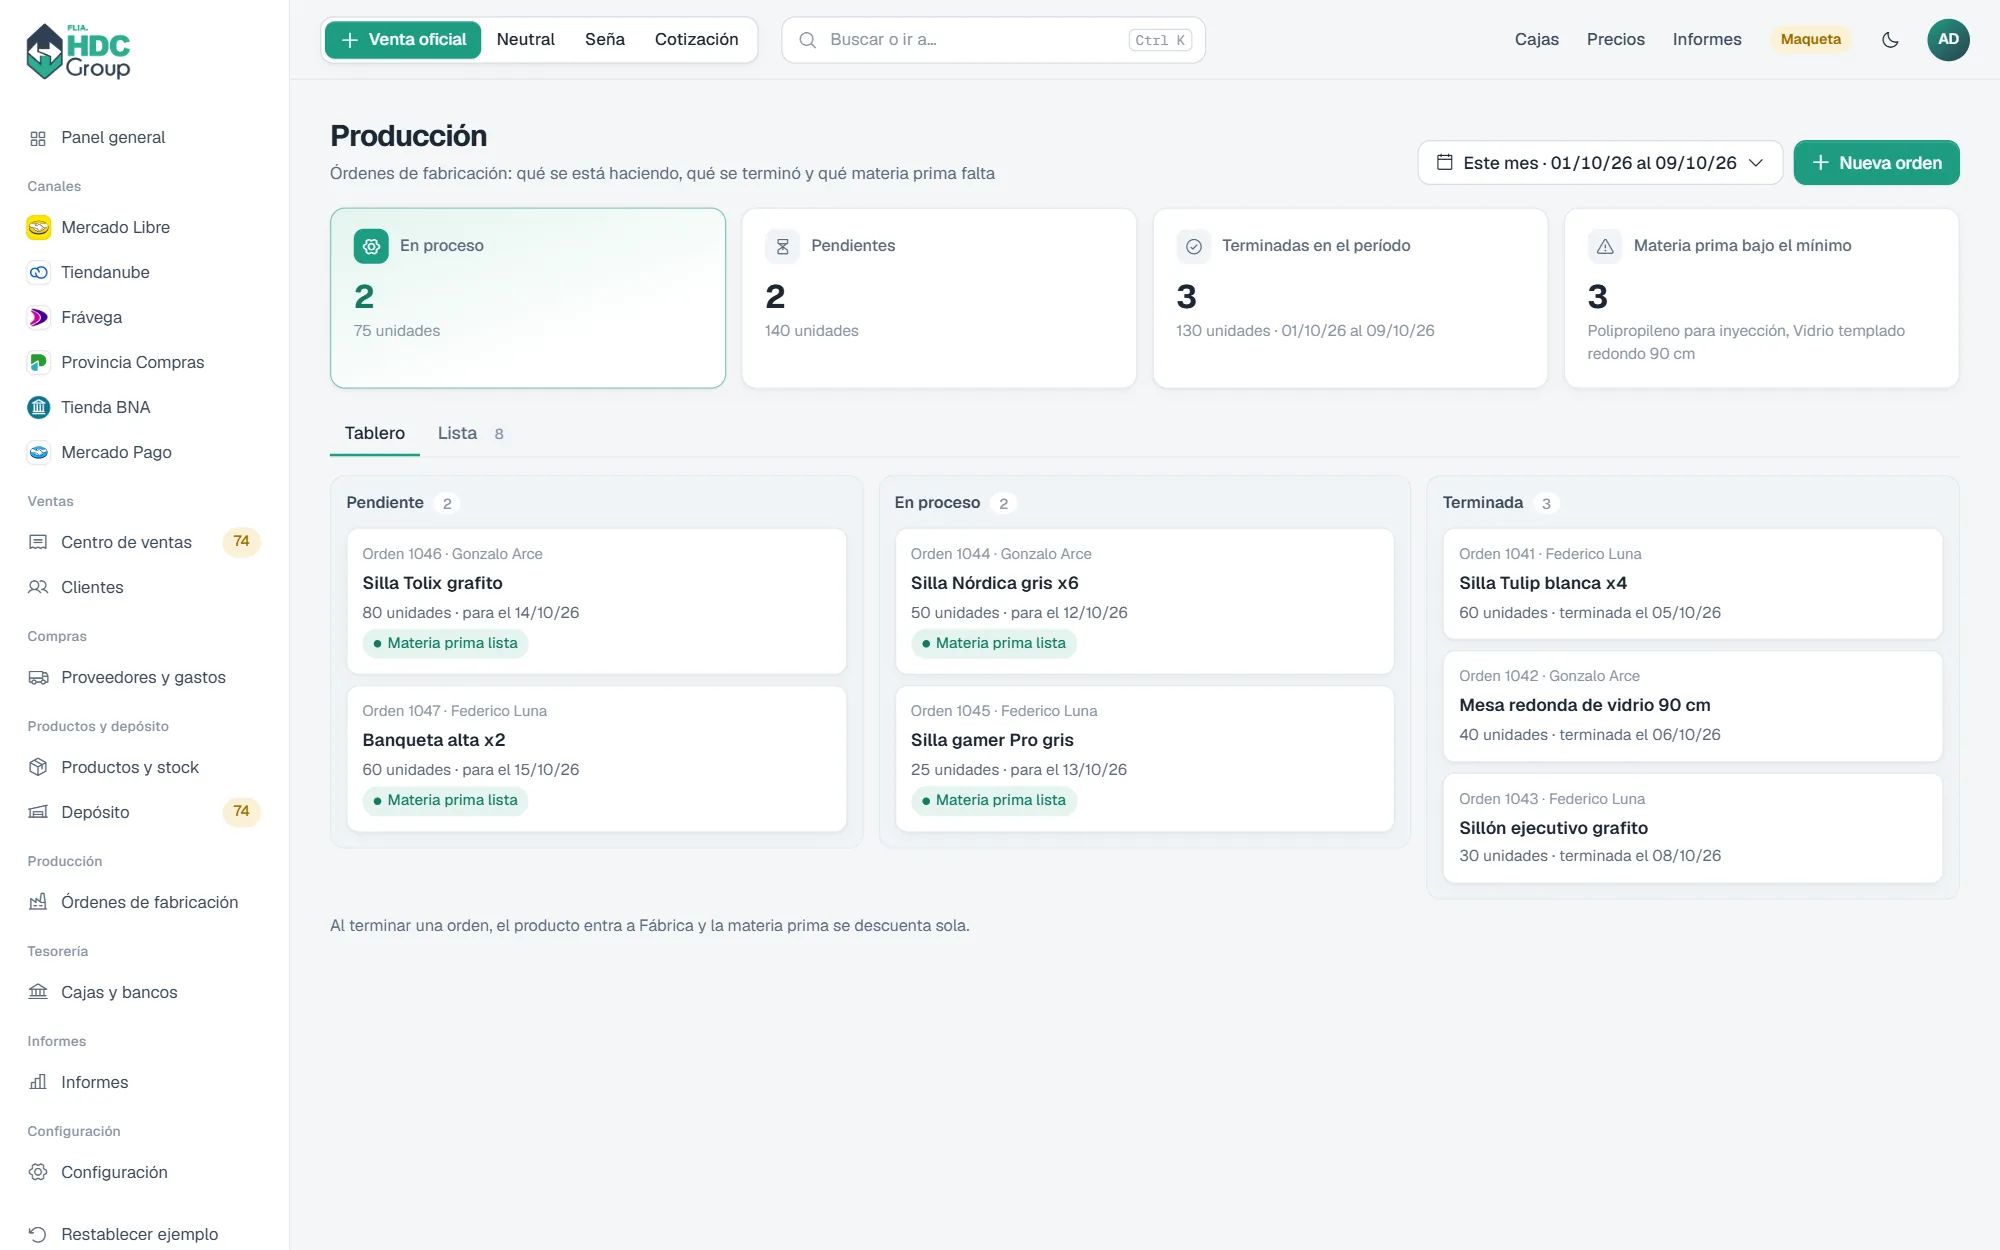 FLIA.
HDC
Group
Panel general
Canales
Mercado Libre
Tiendanube
Frávega
Provincia Compras
Tienda BNA
Mercado Pago
Ventas
Centro de ventas 74
Clientes
Compras
Proveedores y gastos
Productos y depósito
Productos y stock
Depósito 74
Producción
Órdenes de fabricación
Tesorería
Cajas y bancos
Informes
Informes
Configuración
Configuración
Restablecer ejemplo
+ Venta oficial Neutral Seña Cotización
Buscar o ir a... Ctrl K
Cajas Precios Informes Maqueta AD
Producción
Órdenes de fabricación: qué se está haciendo, qué se terminó y qué materia prima falta
Este mes · 01/10/26 al 09/10/26
+ Nueva orden
En proceso
2
75 unidades
Pendientes
2
140 unidades
Terminadas en el período
3
130 unidades · 01/10/26 al 09/10/26
Materia prima bajo el mínimo
3
Polipropileno para inyección, Vidrio templado
redondo 90 cm
Tablero Lista 8
Pendiente 2
Orden 1046 · Gonzalo Arce
Silla Tolix grafito
80 unidades · para el 14/10/26
Materia prima lista
Orden 1047 · Federico Luna
Banqueta alta x2
60 unidades · para el 15/10/26
Materia prima lista
En proceso 2
Orden 1044 · Gonzalo Arce
Silla Nórdica gris x6
50 unidades · para el 12/10/26
Materia prima lista
Orden 1045 · Federico Luna
Silla gamer Pro gris
25 unidades · para el 13/10/26
Materia prima lista
Terminada 3
Orden 1041 · Federico Luna
Silla Tulip blanca x4
60 unidades · terminada el 05/10/26
Orden 1042 · Gonzalo Arce
Mesa redonda de vidrio 90 cm
40 unidades · terminada el 06/10/26
Orden 1043 · Federico Luna
Sillón ejecutivo grafito
30 unidades · terminada el 08/10/26
Al terminar una orden, el producto entra a Fábrica y la materia prima se descuenta sola.